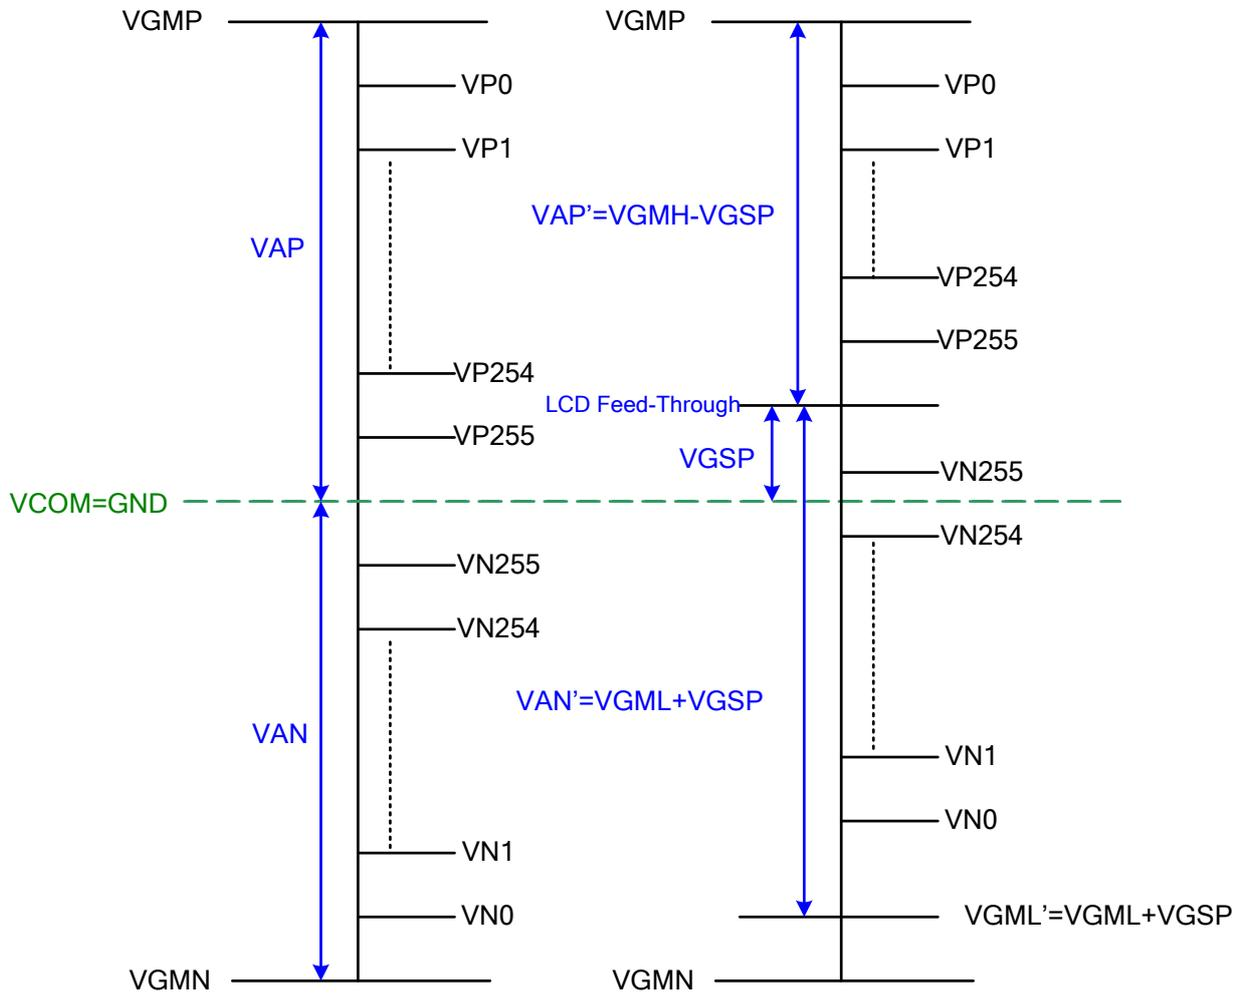 VGMP
VP0
VP1
VAP
VP254
VP255
VCOM=GND
VN255
VN254
VAN
VN1
VN0
VGMN
VGMP
VP0
VP1
VAP’=VGMH-VGSP
VP254
VP255
LCD Feed-Through
VGSP
VN255
VN254
VAN’=VGML+VGSP
VN1
VN0
VGML’=VGML+VGSP
VGMN